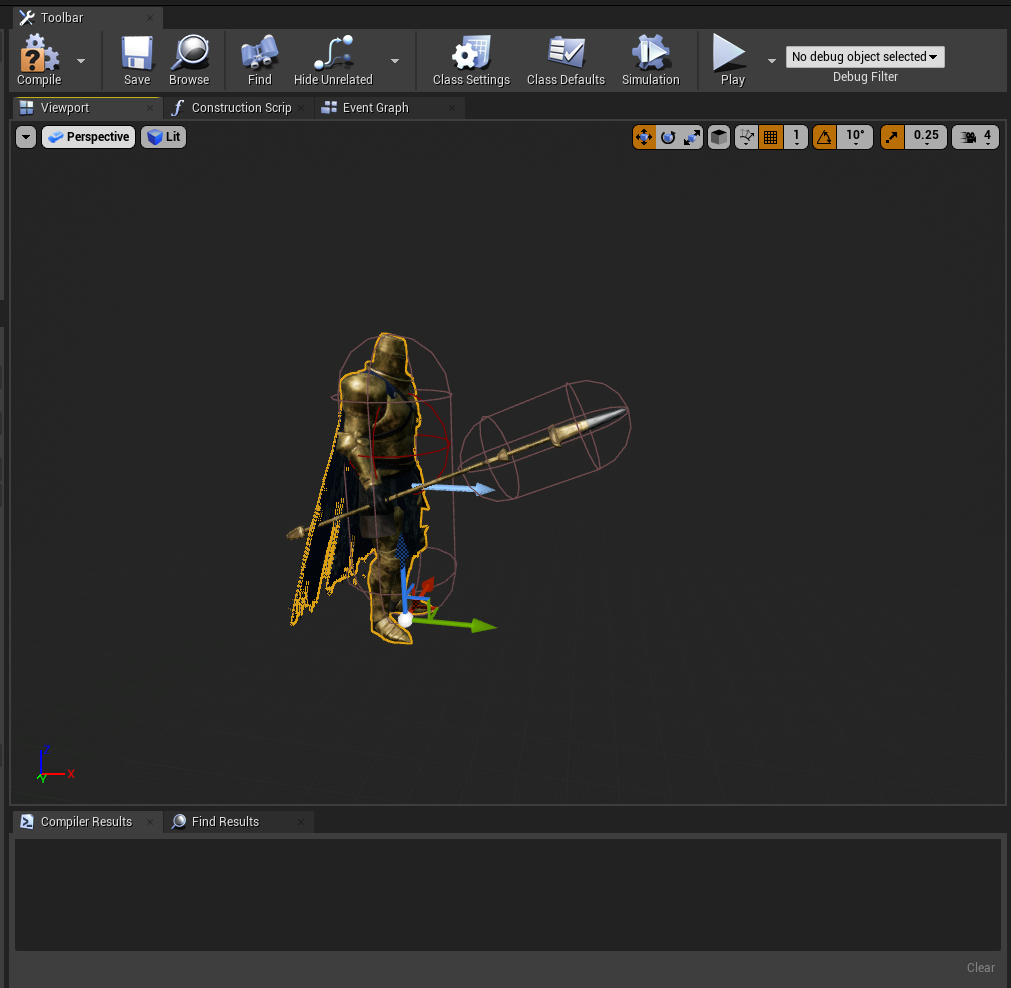 Toolbar
Compile
Save
Browse
Find
Hide Unrelated
Class Settings
Class Defaults
Simulation
Play
No debug object selected
Debug Filter
Viewport
Construction Scrip
Event Graph
Perspective
Lit
1
10°
0.25
4
Z
X
Y
Compiler Results
Find Results
Clear